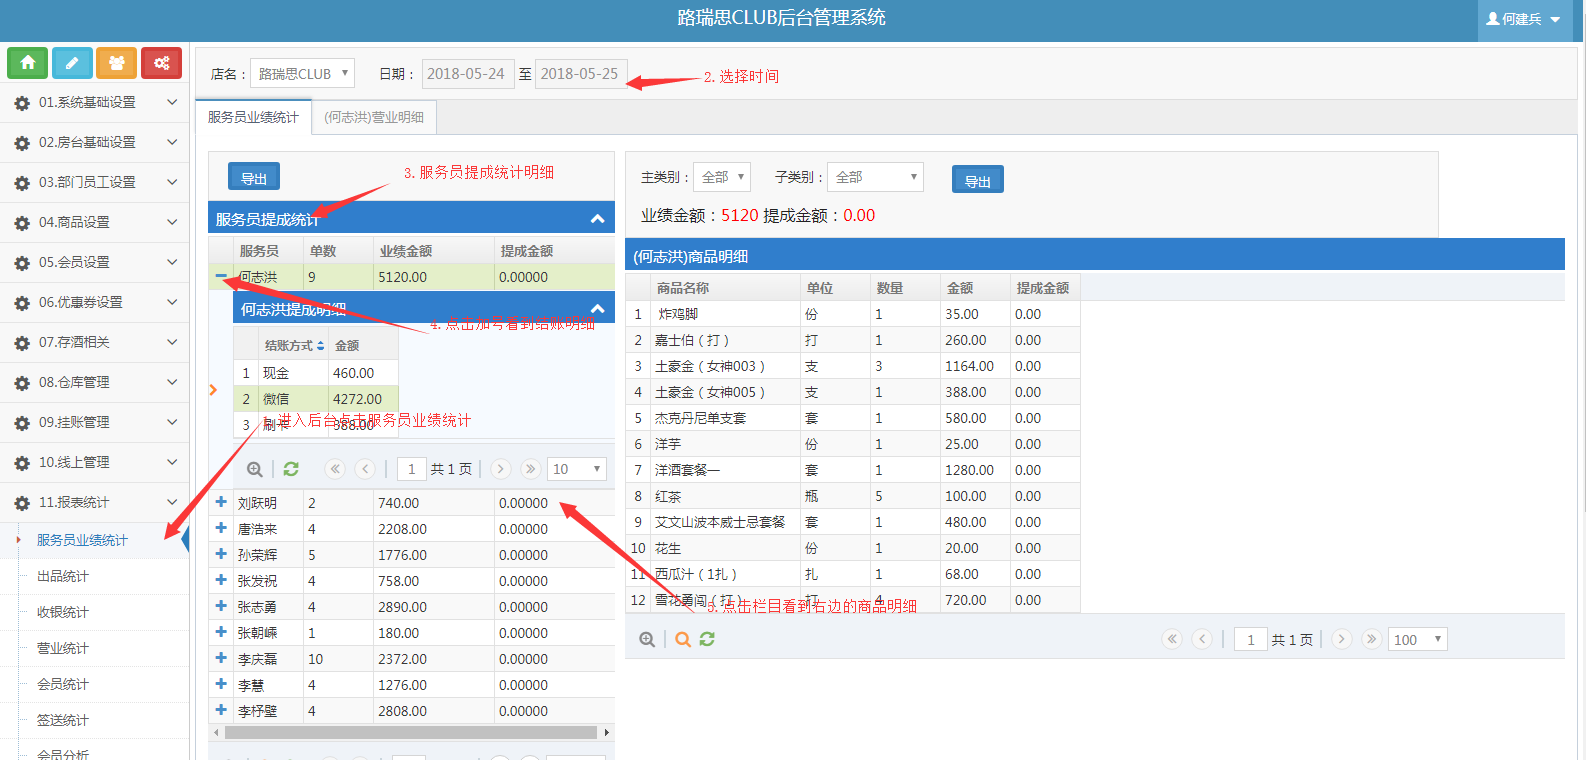 路瑞思CLUB后台管理系统
何建兵
店名： 路瑞思CLUB 日期： 2018-05-24 至 2018-05-25
2. 选择时间
01.系统基础设置
02.房台基础设置
03.部门员工设置
04.商品设置
05.会员设置
06.优惠券设置
07.存酒相关
08.仓库管理
09.挂账管理
10.线上管理
11.报表统计
服务员业绩统计
出品统计
收银统计
营业统计
会员统计
签送统计
会员分析
服务员业绩统计 (何志洪)营业明细
导出
3. 服务员提成统计明细
服务员提成统计
服务员 单数 业绩金额 提成金额
何志洪 9 5120.00 0.00000
何志洪提成明细
4. 点击加号看到结账明细
结账方式 金额
1 现金 460.00
2 微信 4272.00
3 刷卡 388.00
1. 进入后台点击服务员业绩统计
1 共 1 页 10
刘跃明 2 740.00 0.00000
唐浩来 4 2208.00 0.00000
孙荣辉 5 1776.00 0.00000
张发祝 4 758.00 0.00000
张志勇 4 2890.00 0.00000
张朝嵊 1 180.00 0.00000
李庆磊 10 2372.00 0.00000
李慧 4 1276.00 0.00000
李杼壁 4 2808.00 0.00000
主类别： 全部 子类别： 全部 导出
业绩金额：5120 提成金额：0.00
(何志洪)商品明细
商品名称 单位 数量 金额 提成金额
1 炸鸡脚 份 1 35.00 0.00
2 嘉士伯（打） 打 1 260.00 0.00
3 土豪金（女神003） 支 3 1164.00 0.00
4 土豪金（女神005） 支 1 388.00 0.00
5 杰克丹尼单支套 套 1 580.00 0.00
6 洋芋 份 1 25.00 0.00
7 洋酒套餐一 套 1 1280.00 0.00
8 红茶 瓶 5 100.00 0.00
9 艾文山波本威士忌套餐 套 1 480.00 0.00
10 花生 份 1 20.00 0.00
11 西瓜汁（1扎） 扎 1 68.00 0.00
12 雪花勇闯（打） 打 4 720.00 0.00
5. 点击栏目看到右边的商品明细
1 共 1 页 100